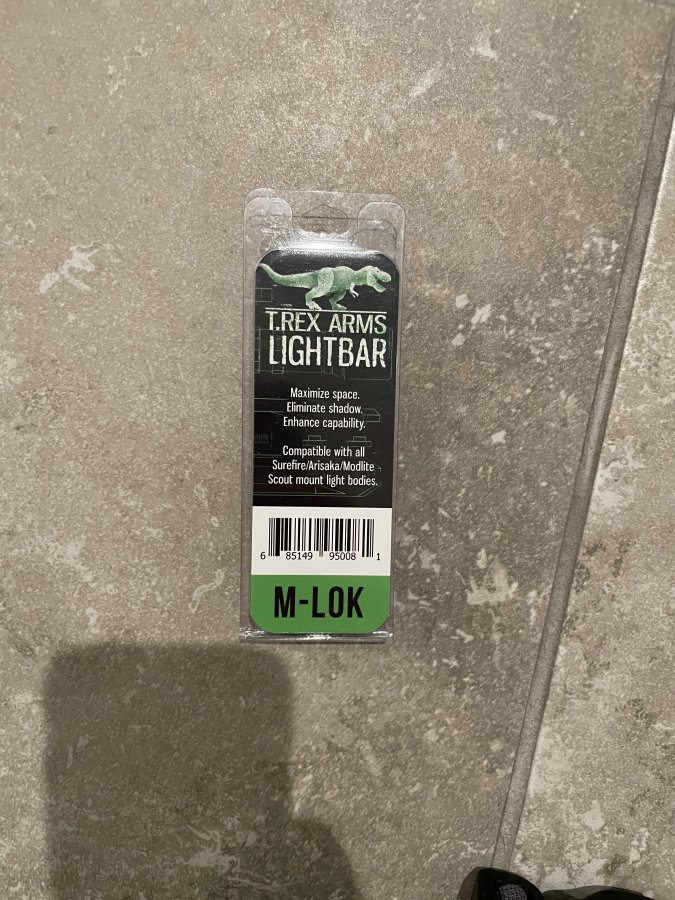 T.REX ARMS
LIGHTBAR
Maximize space.
Eliminate shadow.
Enhance capability.
Compatible with all
Surefire/Arisaka/Modlite
Scout mount light bodies.
6 85149 95008 1
M-LOK